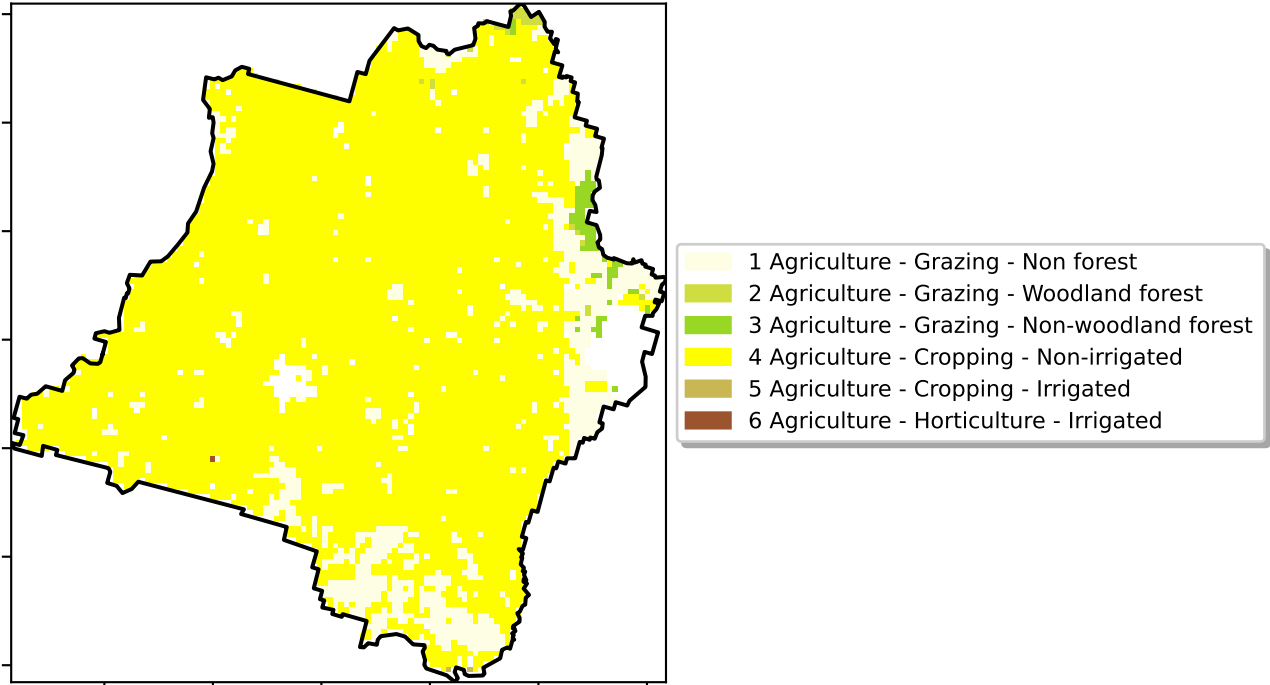 1 Agriculture - Grazing - Non forest
2 Agriculture - Grazing - Woodland forest
3 Agriculture - Grazing - Non-woodland forest
4 Agriculture - Cropping - Non-irrigated
5 Agriculture - Cropping - Irrigated
6 Agriculture - Horticulture - Irrigated